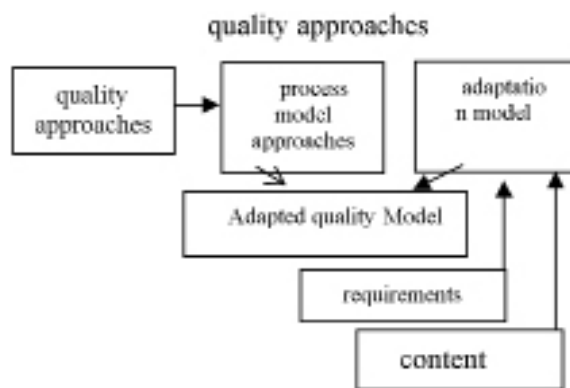 quality approaches
quality
approaches
process
model
approaches
adaptatio
n model
Adapted quality Model
requirements
content